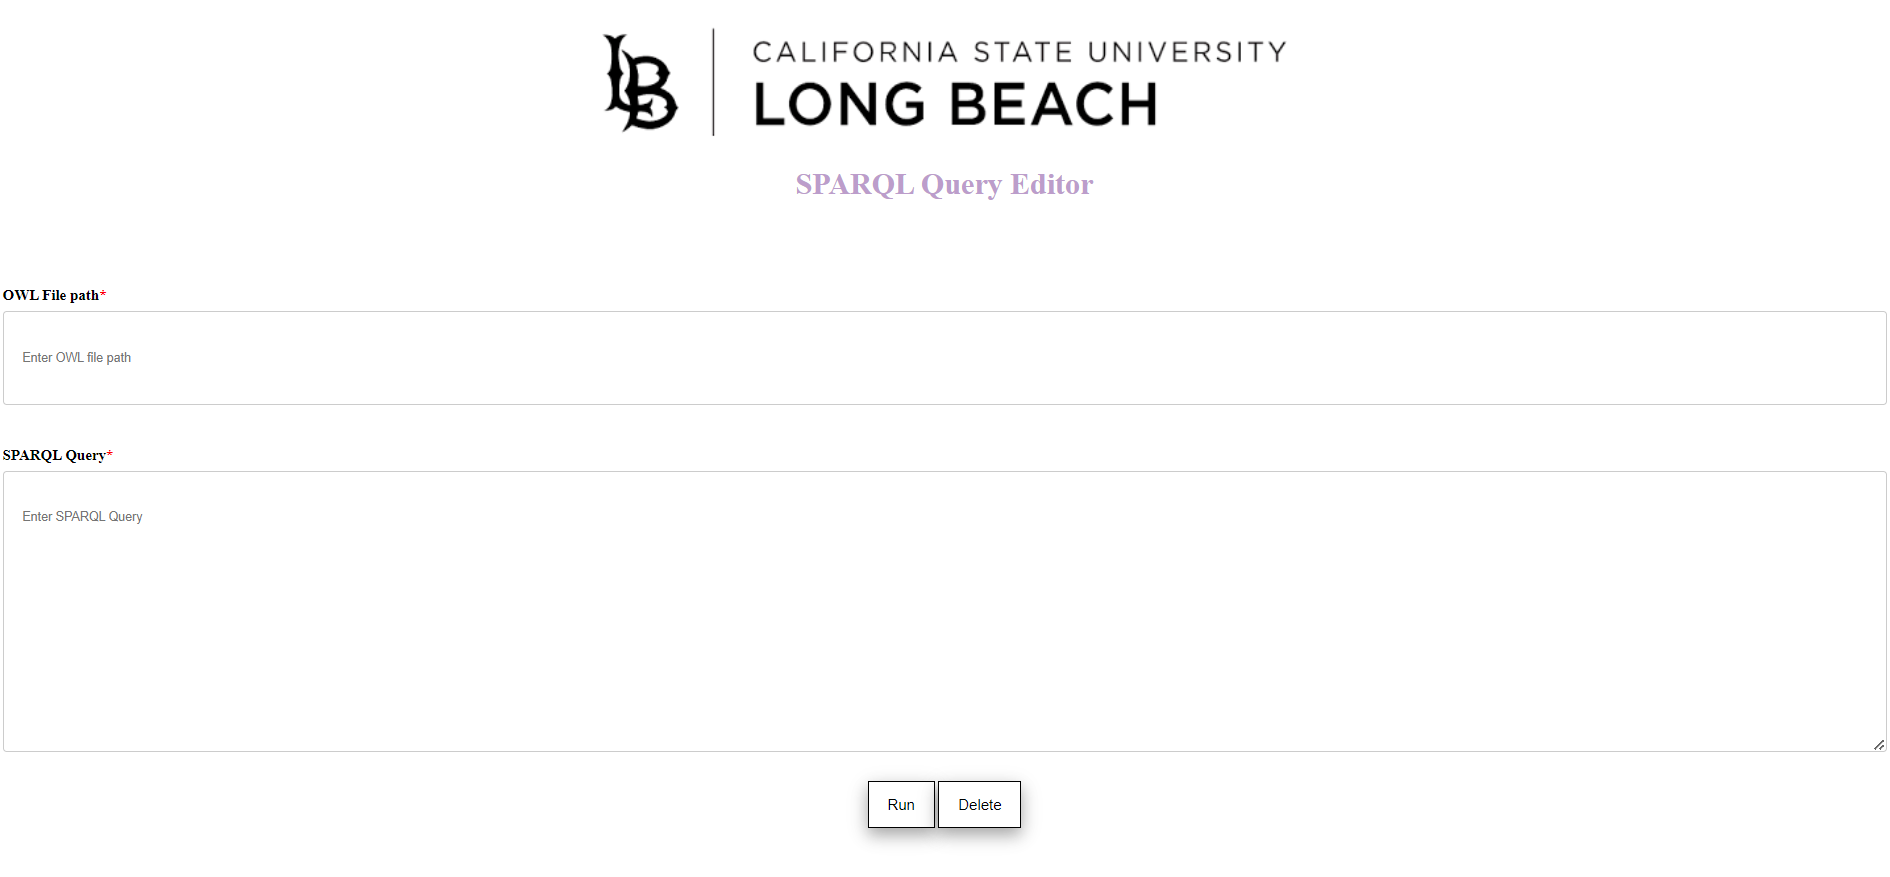 LB
CALIFORNIA STATE UNIVERSITY
LONG BEACH
SPARQL Query Editor
OWL File path*
Enter OWL file path
SPARQL Query*
Enter SPARQL Query
Run Delete